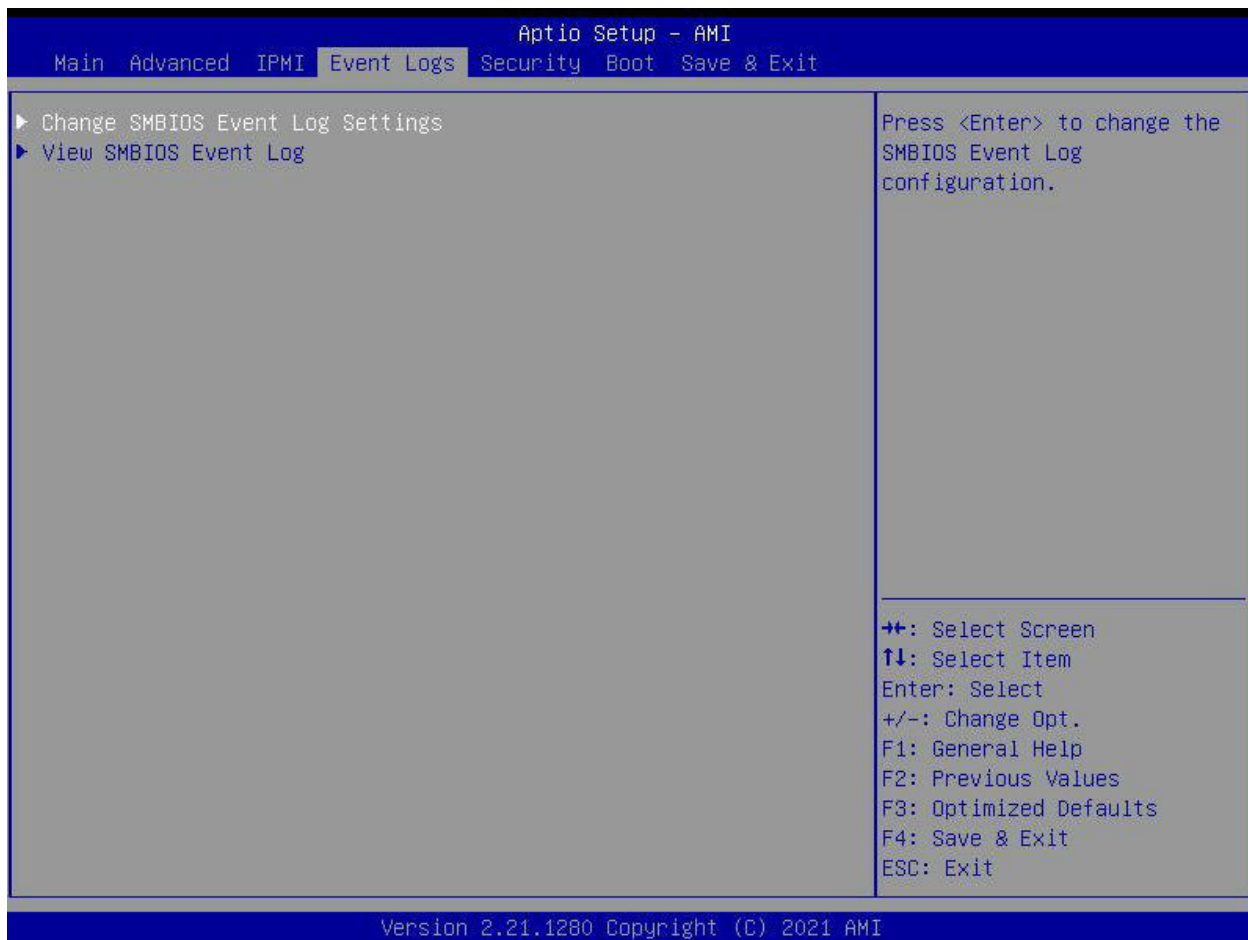 Aptio Setup – AMI
Main Advanced IPMI Event Logs Security Boot Save & Exit
▶ Change SMBIOS Event Log Settings
▶ View SMBIOS Event Log
Press <Enter> to change the
SMBIOS Event Log
configuration.
→←: Select Screen
↑↓: Select Item
Enter: Select
+/-: Change Opt.
F1: General Help
F2: Previous Values
F3: Optimized Defaults
F4: Save & Exit
ESC: Exit
Version 2.21.1280 Copyright (C) 2021 AMI